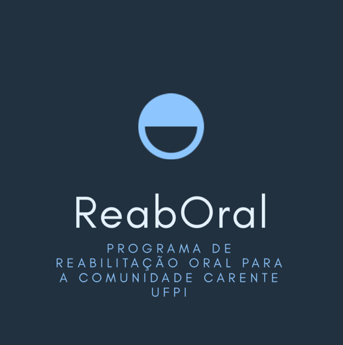 ReabOral
PROGRAMA DE
REABILITAÇÃO ORAL PARA
A COMUNIDADE CARENTE
UFPI